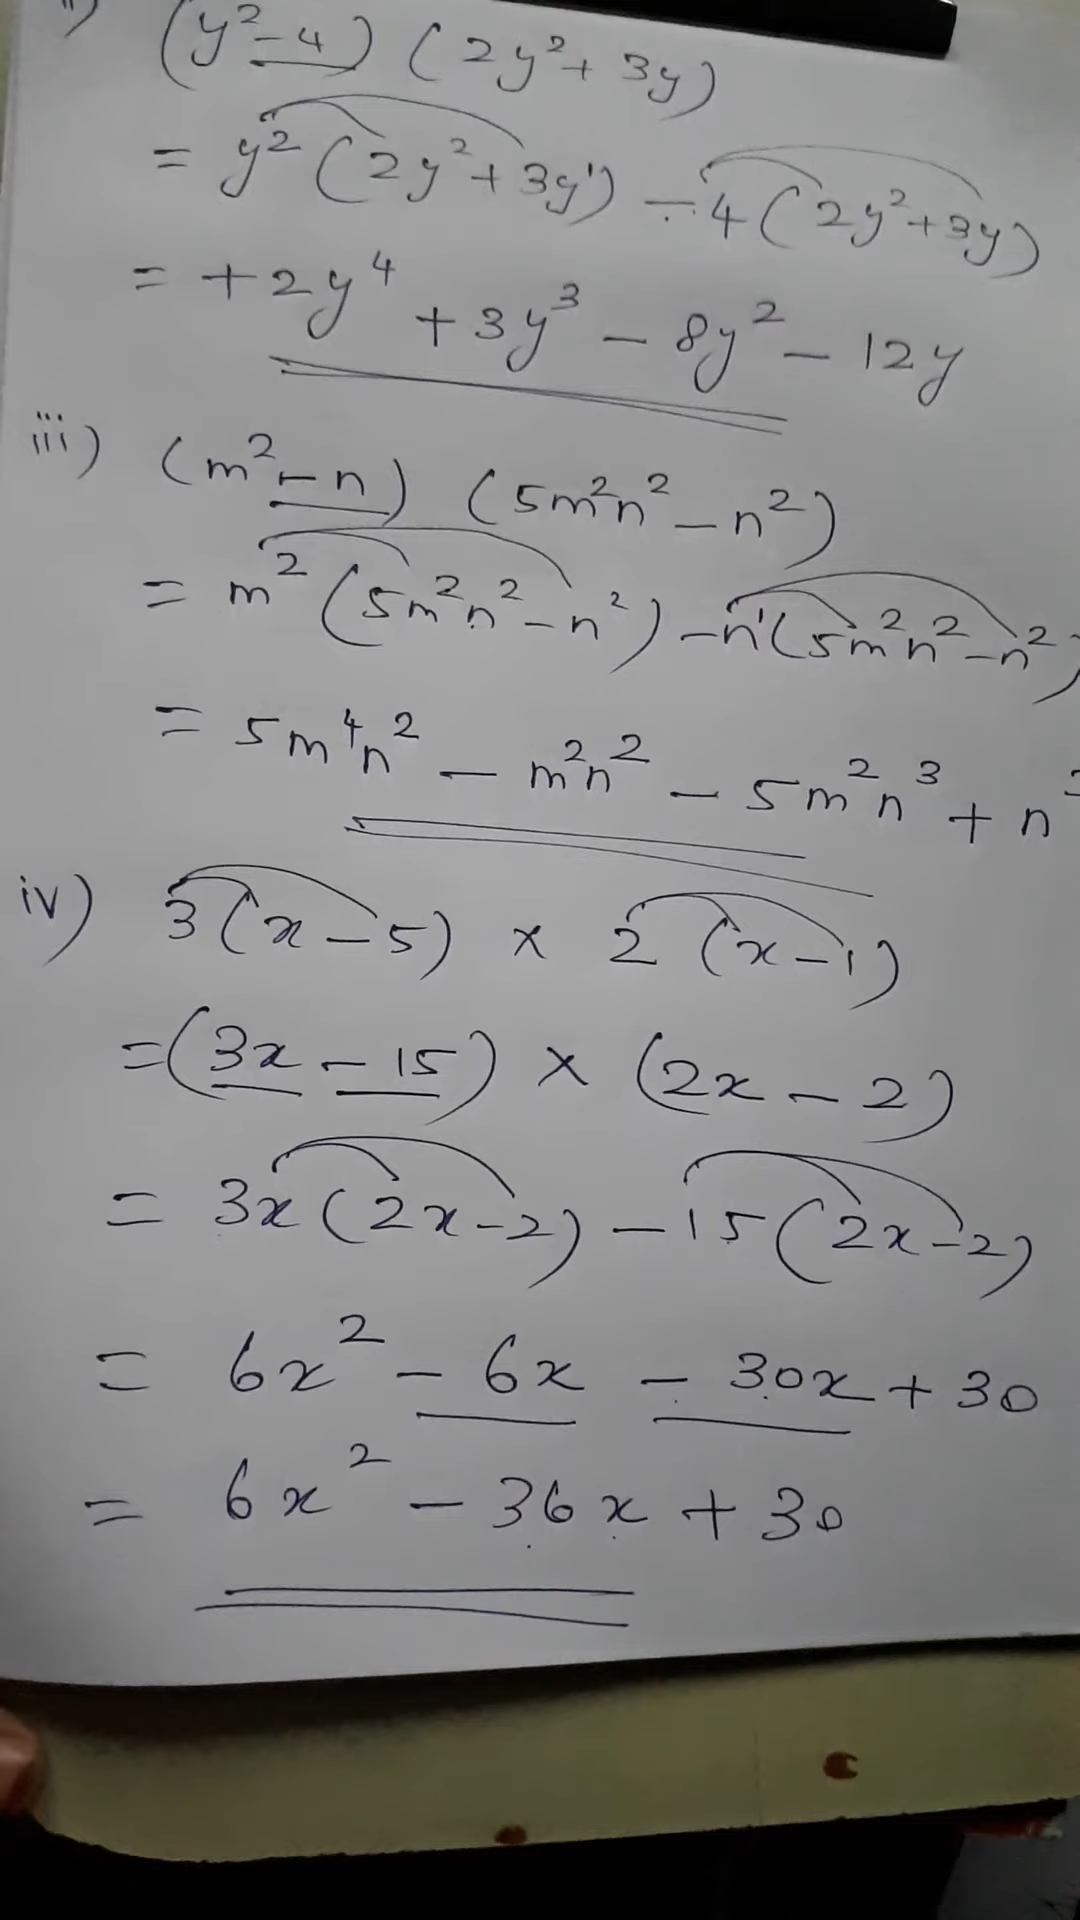 (y²-4) (2y²+3y)
= y²(2y²+3y¹) -4(2y²+3y)
= +2y⁴ +3y³ - 8y² - 12y
iii) (m²-n) (5m²n²-n²)
= m²(5m²n²-n²) -n¹(5m²n²-n²)
= 5m⁴n² - m²n² - 5m²n³ + n
iv) 3(x-5) × 2(x-1)
=(3x-15) × (2x-2)
= 3x(2x-2) -15(2x-2)
= 6x² - 6x - 30x + 30
= 6x² - 36x + 30